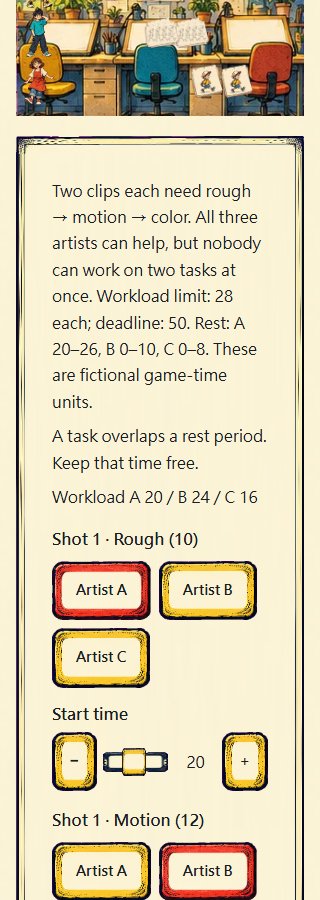 Two clips each need rough
→ motion → color. All three
artists can help, but nobody
can work on two tasks at
once. Workload limit: 28
each; deadline: 50. Rest: A
20–26, B 0–10, C 0–8. These
are fictional game-time
units.
A task overlaps a rest period.
Keep that time free.
Workload A 20 / B 24 / C 16
Shot 1 · Rough (10)
Artist A
Artist B
Artist C
Start time
− 20 +
Shot 1 · Motion (12)
Artist A
Artist B